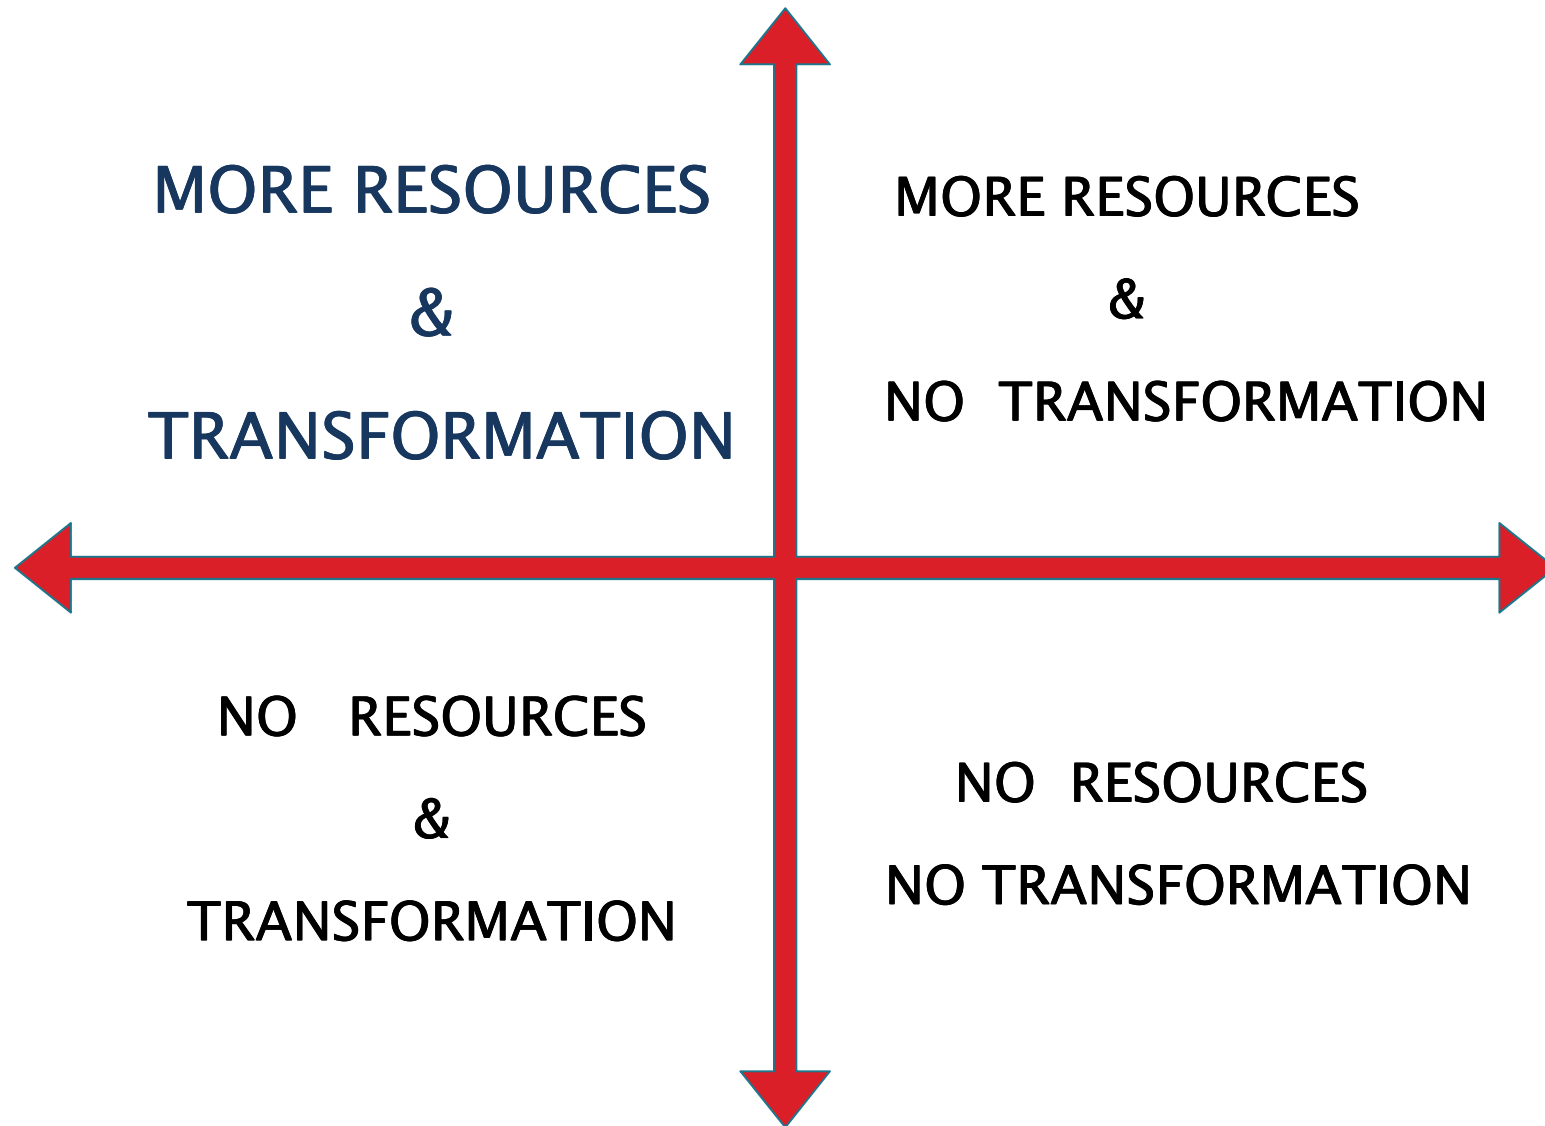 MORE RESOURCES
&
TRANSFORMATION
MORE RESOURCES
&
NO TRANSFORMATION
NO RESOURCES
&
TRANSFORMATION
NO RESOURCES
NO TRANSFORMATION